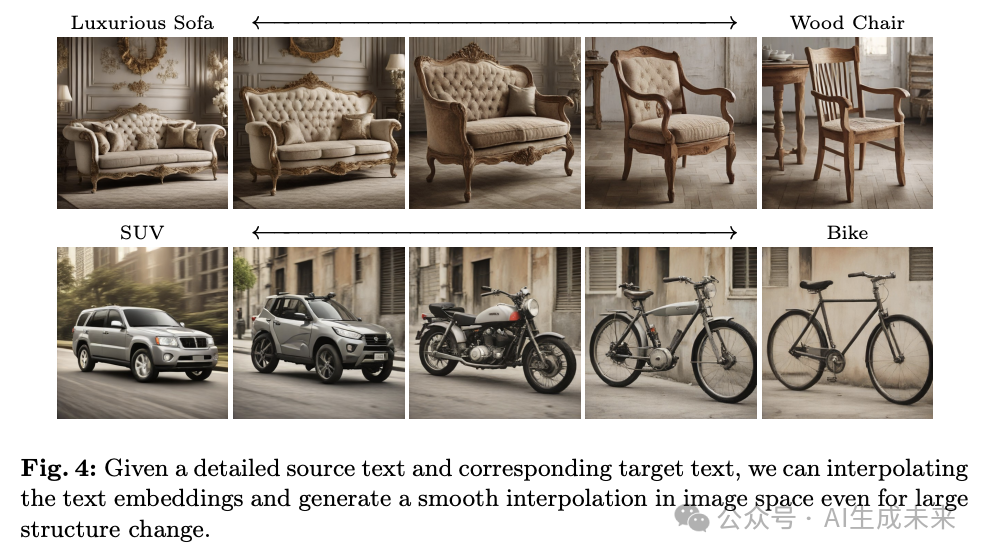 Luxurious Sofa
Wood Chair
SUV
Bike
Fig. 4: Given a detailed source text and corresponding target text, we can interpolating
the text embeddings and generate a smooth interpolation in image space even for large
structure change.
公众号 · AI生成未来